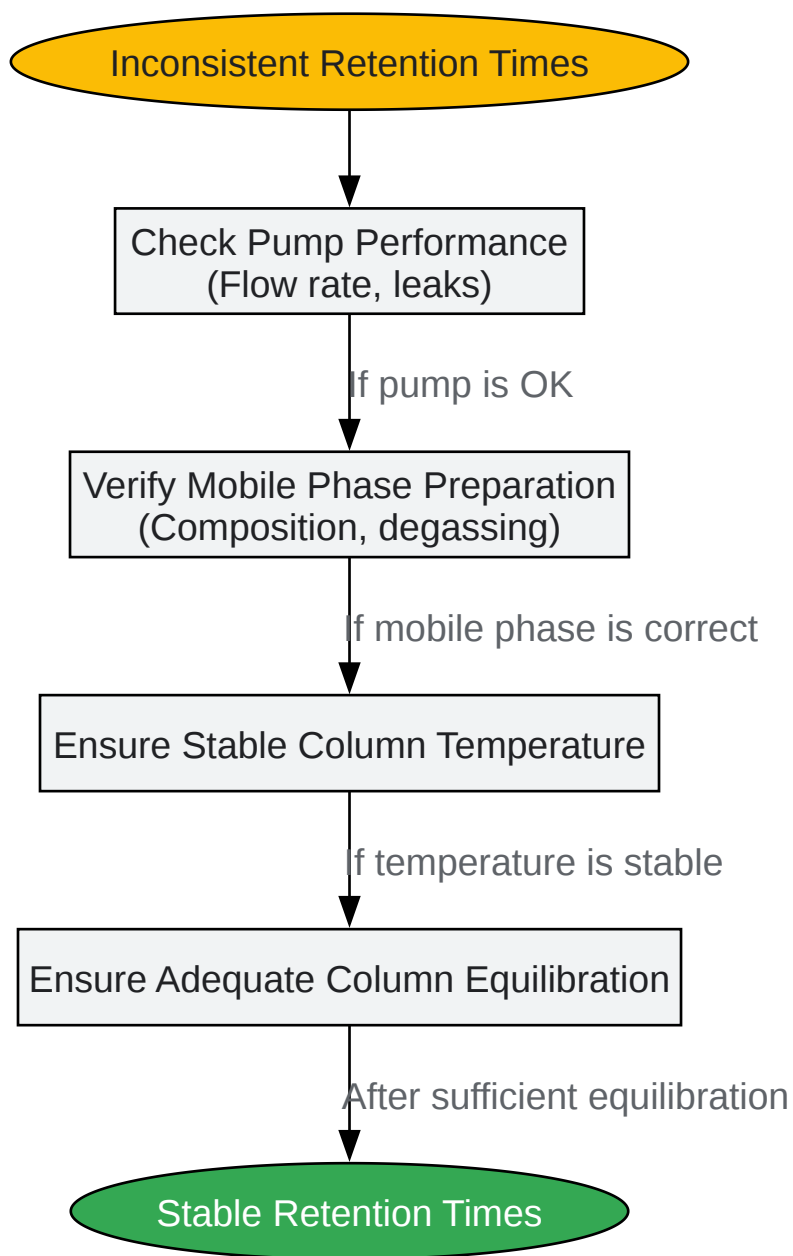 Inconsistent Retention Times
Check Pump Performance
(Flow rate, leaks)
If pump is OK
Verify Mobile Phase Preparation
(Composition, degassing)
If mobile phase is correct
Ensure Stable Column Temperature
If temperature is stable
Ensure Adequate Column Equilibration
After sufficient equilibration
Stable Retention Times